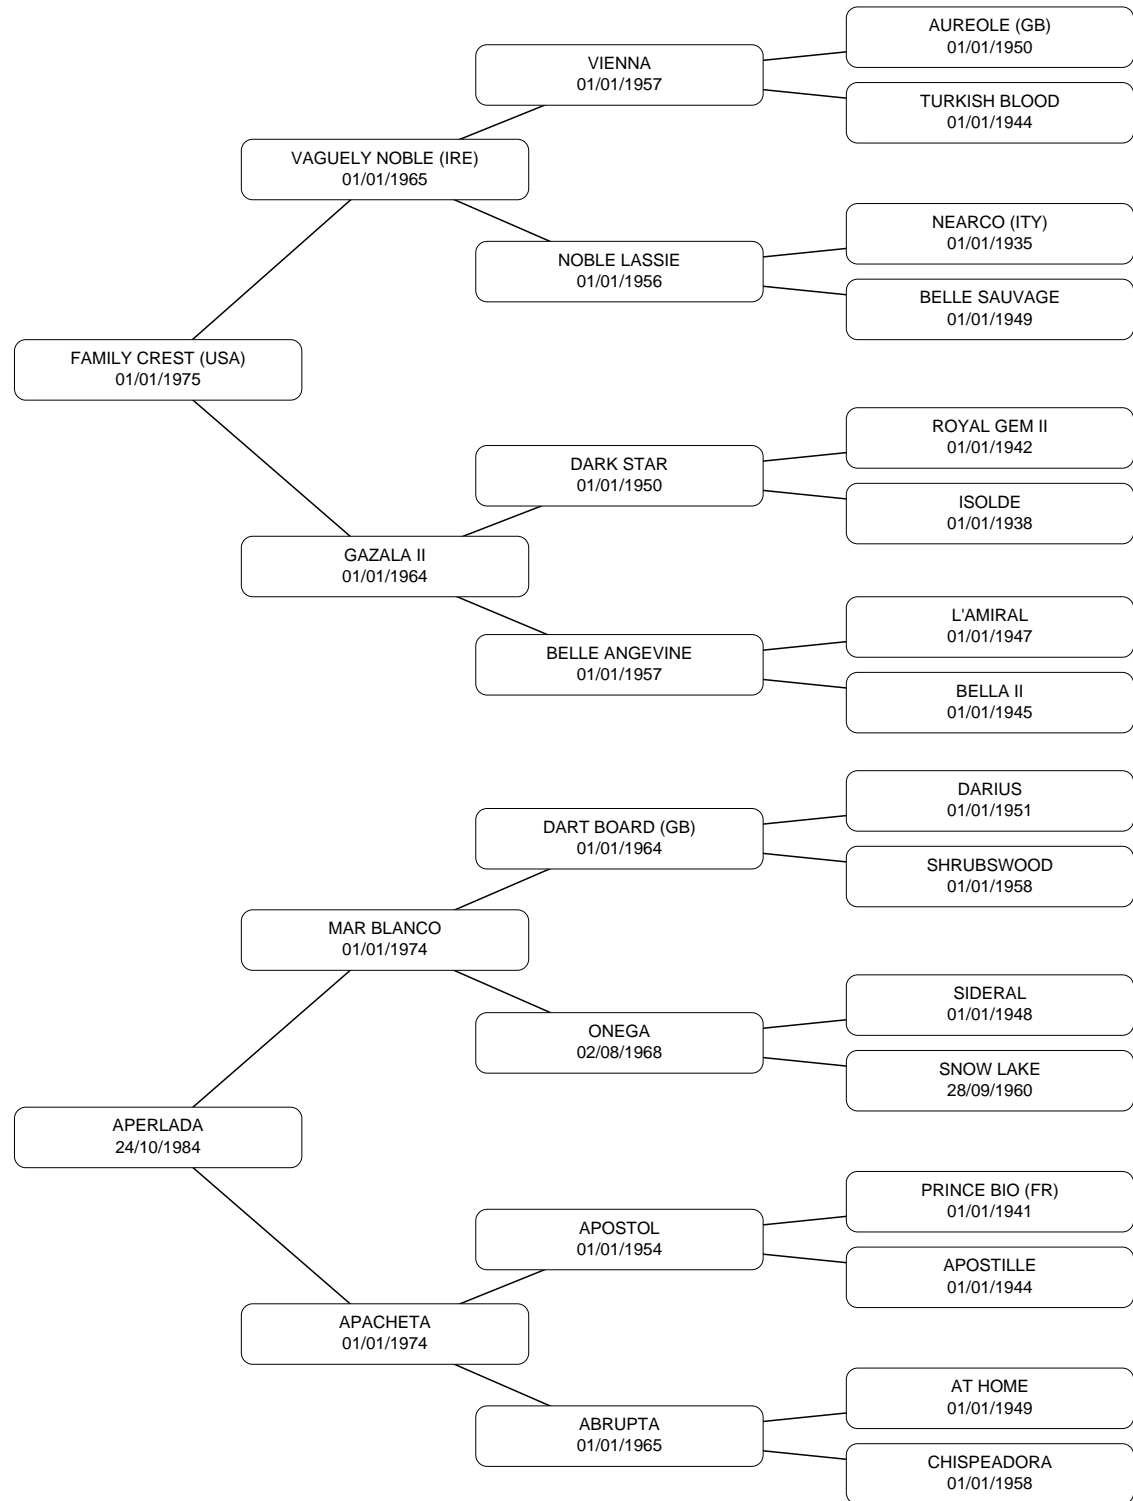 AUREOLE (GB)
01/01/1950
VIENNA
01/01/1957
TURKISH BLOOD
01/01/1944
VAGUELY NOBLE (IRE)
01/01/1965
NEARCO (ITY)
01/01/1935
NOBLE LASSIE
01/01/1956
BELLE SAUVAGE
01/01/1949
FAMILY CREST (USA)
01/01/1975
ROYAL GEM II
01/01/1942
DARK STAR
01/01/1950
ISOLDE
01/01/1938
GAZALA II
01/01/1964
L'AMIRAL
01/01/1947
BELLE ANGEVINE
01/01/1957
BELLA II
01/01/1945
DARIUS
01/01/1951
DART BOARD (GB)
01/01/1964
SHRUBSWOOD
01/01/1958
MAR BLANCO
01/01/1974
SIDERAL
01/01/1948
ONEGA
02/08/1968
SNOW LAKE
28/09/1960
APERLADA
24/10/1984
PRINCE BIO (FR)
01/01/1941
APOSTOL
01/01/1954
APOSTILLE
01/01/1944
APACHETA
01/01/1974
AT HOME
01/01/1949
ABRUPTA
01/01/1965
CHISPEADORA
01/01/1958